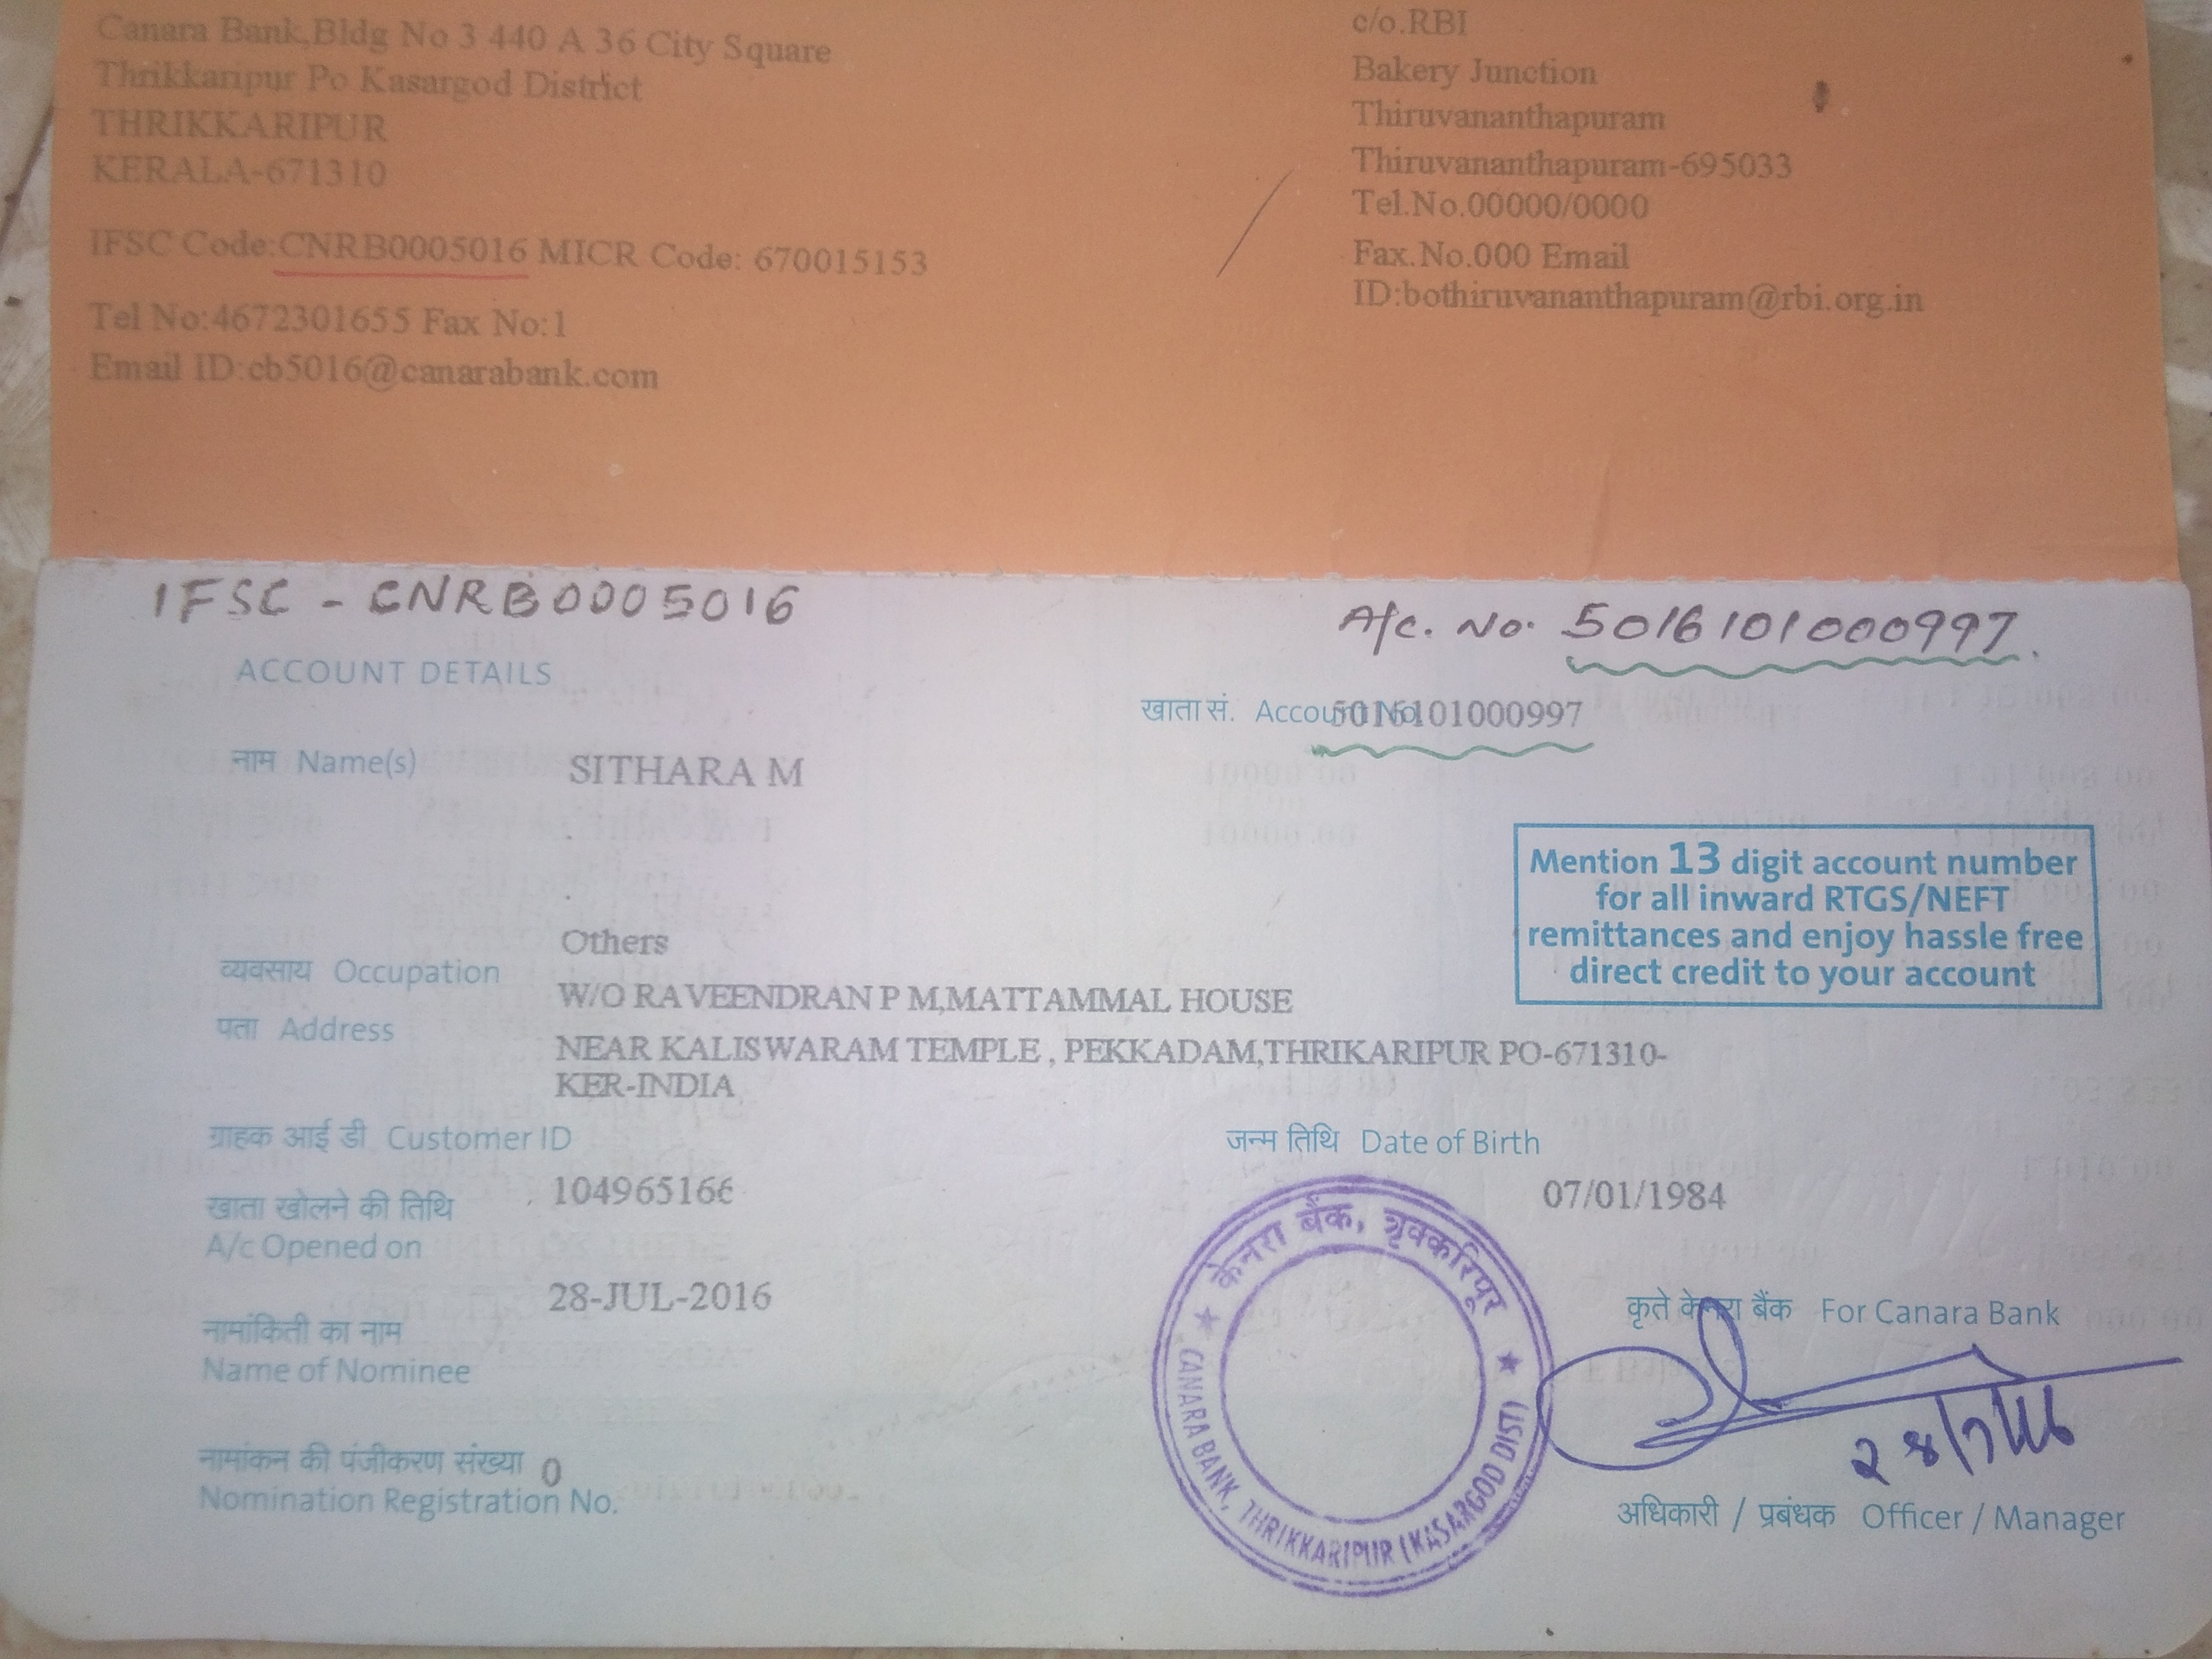 Canara Bank,Bldg No 3 440 A 36 City Square
Thrikkaripur Po Kasargod District
THRIKKARIPUR
KERALA-671310
IFSC Code:CNRB0005016 MICR Code: 670015153
Tel No:4672301655 Fax No:1
Email ID:cb5016@canarabank.com
c/o.RBI
Bakery Junction
Thiruvananthapuram
Thiruvananthapuram-695033
Tel.No.00000/0000
Fax.No.000 Email
ID:bothiruvananthapuram@rbi.org.in
IFSC - CNRB0005016
A/c. No. 5016101000997.
ACCOUNT DETAILS
खाता सं. Account No 5016101000997
नाम Name(s) SITHARA M
Mention 13 digit account number
for all inward RTGS/NEFT
remittances and enjoy hassle free
direct credit to your account
Others
व्यवसाय Occupation
W/O RAVEENDRAN P M,MATTAMMAL HOUSE
पता Address
NEAR KALISWARAM TEMPLE , PEKKADAM,THRIKARIPUR PO-671310-
KER-INDIA
ग्राहक आई डी Customer ID
104965166
जन्म तिथि Date of Birth
07/01/1984
खाता खोलने की तिथि
A/c Opened on
28-JUL-2016
नामांकिती का नाम
Name of Nominee
नामांकन की पंजीकरण संख्या 0
Nomination Registration No.
केनरा बैंक, त्रृक्करिपूर
CANARA BANK, THRIKKARIPUR (KASARGOD DIST)
कृते केनरा बैंक For Canara Bank
28/7/16
अधिकारी / प्रबंधक Officer / Manager